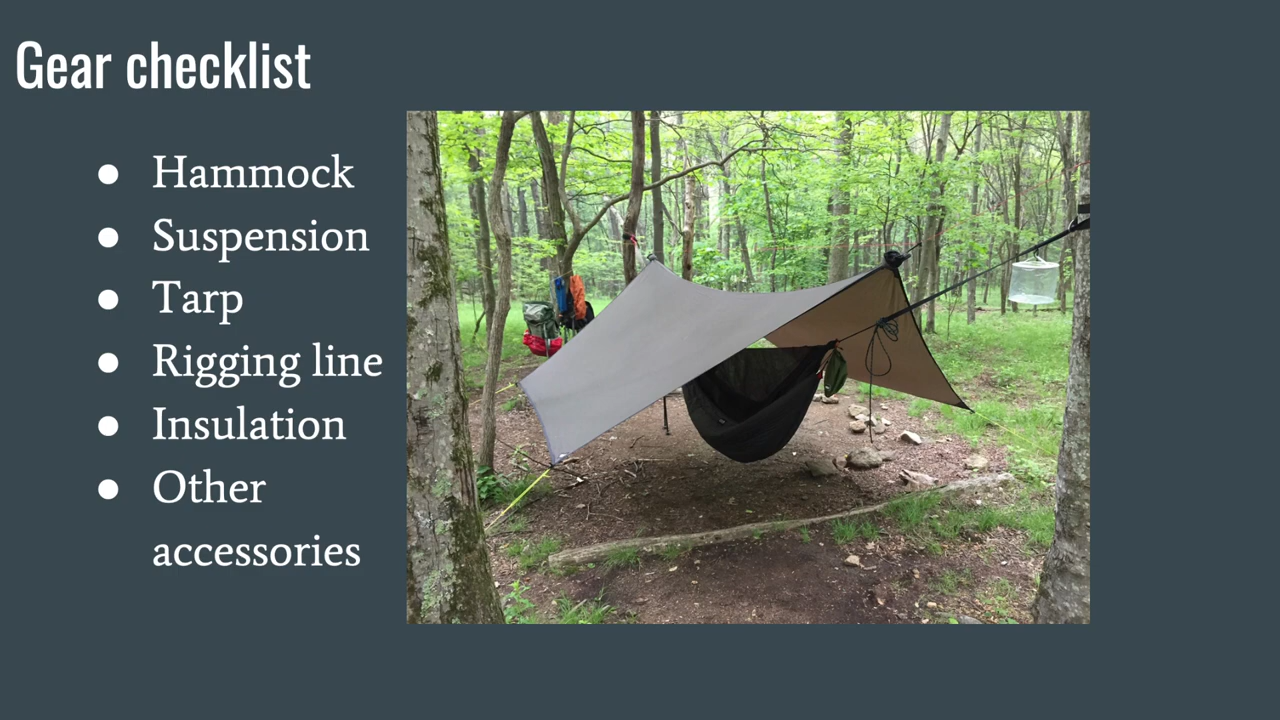 Gear checklist
● Hammock
● Suspension
● Tarp
● Rigging line
● Insulation
● Other
accessories